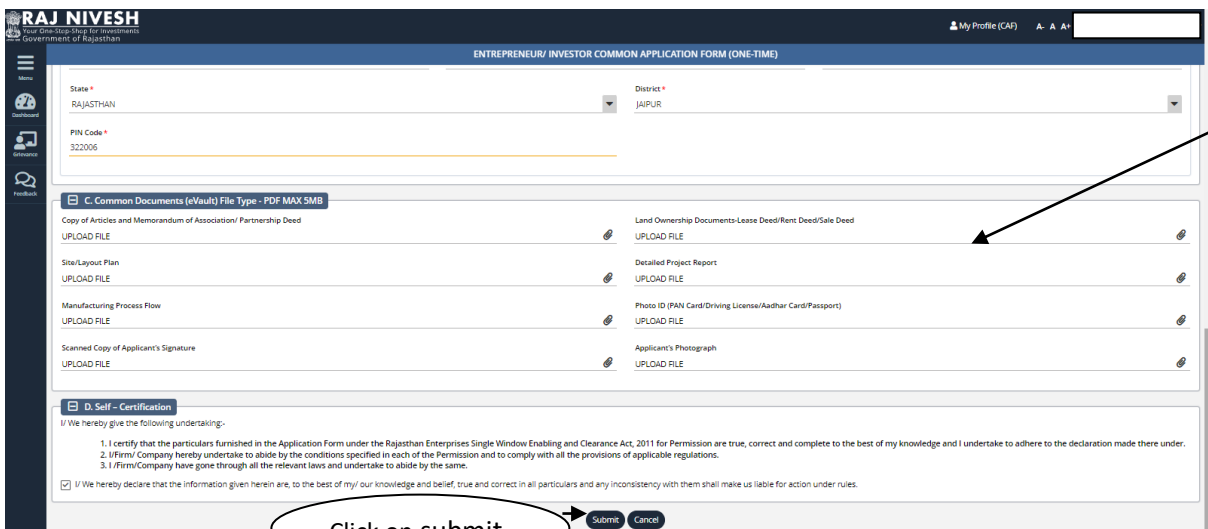 RAJ NIVESH
Your One-Stop-Shop for Investments
Government of Rajasthan
My Profile (CAF) A- A A+
ENTREPRENEUR/ INVESTOR COMMON APPLICATION FORM (ONE-TIME)
Menu
Dashboard
Grievance
Feedback
State * District *
RAJASTHAN JAIPUR
PIN Code *
322006
C. Common Documents (eVault) File Type - PDF MAX 5MB
Copy of Articles and Memorandum of Association/ Partnership Deed Land Ownership Documents-Lease Deed/Rent Deed/Sale Deed
UPLOAD FILE UPLOAD FILE
Site/Layout Plan Detailed Project Report
UPLOAD FILE UPLOAD FILE
Manufacturing Process Flow Photo ID (PAN Card/Driving License/Aadhar Card/Passport)
UPLOAD FILE UPLOAD FILE
Scanned Copy of Applicant's Signature Applicant's Photograph
UPLOAD FILE UPLOAD FILE
D. Self – Certification
I/ We hereby give the following undertaking:-
1. I certify that the particulars furnished in the Application Form under the Rajasthan Enterprises Single Window Enabling and Clearance Act, 2011 for Permission are true, correct and complete to the best of my knowledge and I undertake to adhere to the declaration made there under.
2. I/Firm/ Company hereby undertake to abide by the conditions specified in each of the Permission and to comply with all the provisions of applicable regulations.
3. I /Firm/Company have gone through all the relevant laws and undertake to abide by the same.
I/ We hereby declare that the information given herein are, to the best of my/ our knowledge and belief, true and correct in all particulars and any inconsistency with them shall make us liable for action under rules.
Submit Cancel
Click on submit